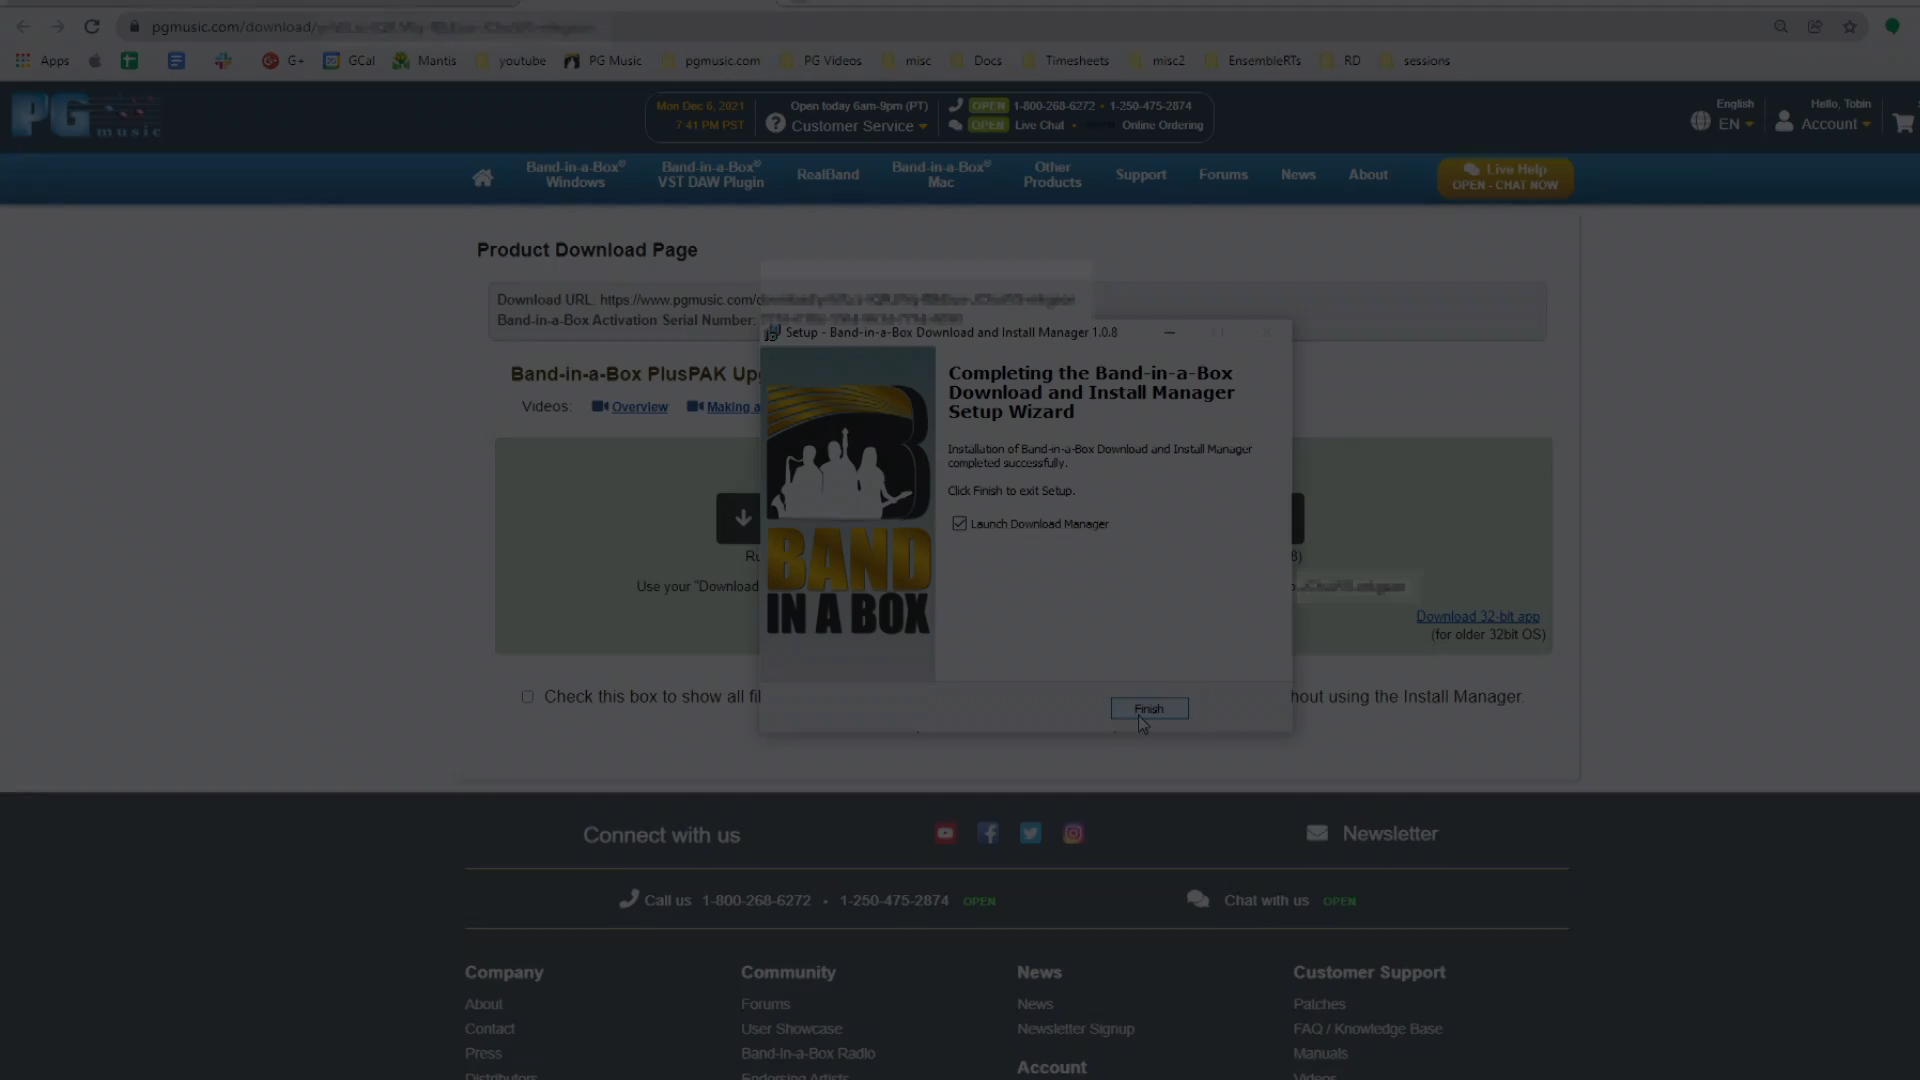 pgmusic.com/download/
Apps
G+
GCal
Mantis
youtube
PG Music
pgmusic.com
PG Videos
misc
Docs
Timesheets
misc2
EnsembleRTs
RD
sessions
PG music
Mon Dec 6, 2021
7:41 PM PST
Open today 6am-9pm (PT)
Customer Service
OPEN 1-800-268-6272 • 1-250-475-2874
OPEN Live Chat • Online Ordering
English
EN
Hello, Tobin
Account
Band-in-a-Box®
Windows
Band-in-a-Box®
VST DAW Plugin
RealBand
Band-in-a-Box®
Mac
Other
Products
Support
Forums
News
About
Live Help
OPEN - CHAT NOW
Product Download Page
Download URL: https://www.pgmusic.com/
Band-in-a-Box Activation Serial Number:
Band-in-a-Box PlusPAK
Videos: Overview Making
Use your "Download
8)
Download 32-bit app
(for older 32bit OS)
Check this box to show all
using the Install Manager.
Setup - Band-in-a-Box Download and Install Manager 1.0.8
Completing the Band-in-a-Box
Download and Install Manager
Setup Wizard
Installation of Band-in-a-Box Download and Install Manager
completed successfully.
Click Finish to exit Setup.
Launch Download Manager
BAND
IN A BOX
Finish
Connect with us
Newsletter
Call us 1-800-268-6272 • 1-250-475-2874 OPEN
Chat with us OPEN
Company
Community
News
Customer Support
About
Forums
News
Patches
Contact
User Showcase
Newsletter Signup
FAQ / Knowledge Base
Press
Band-in-a-Box Radio
Account
Manuals
Distributors
Endorsing Artists
Videos